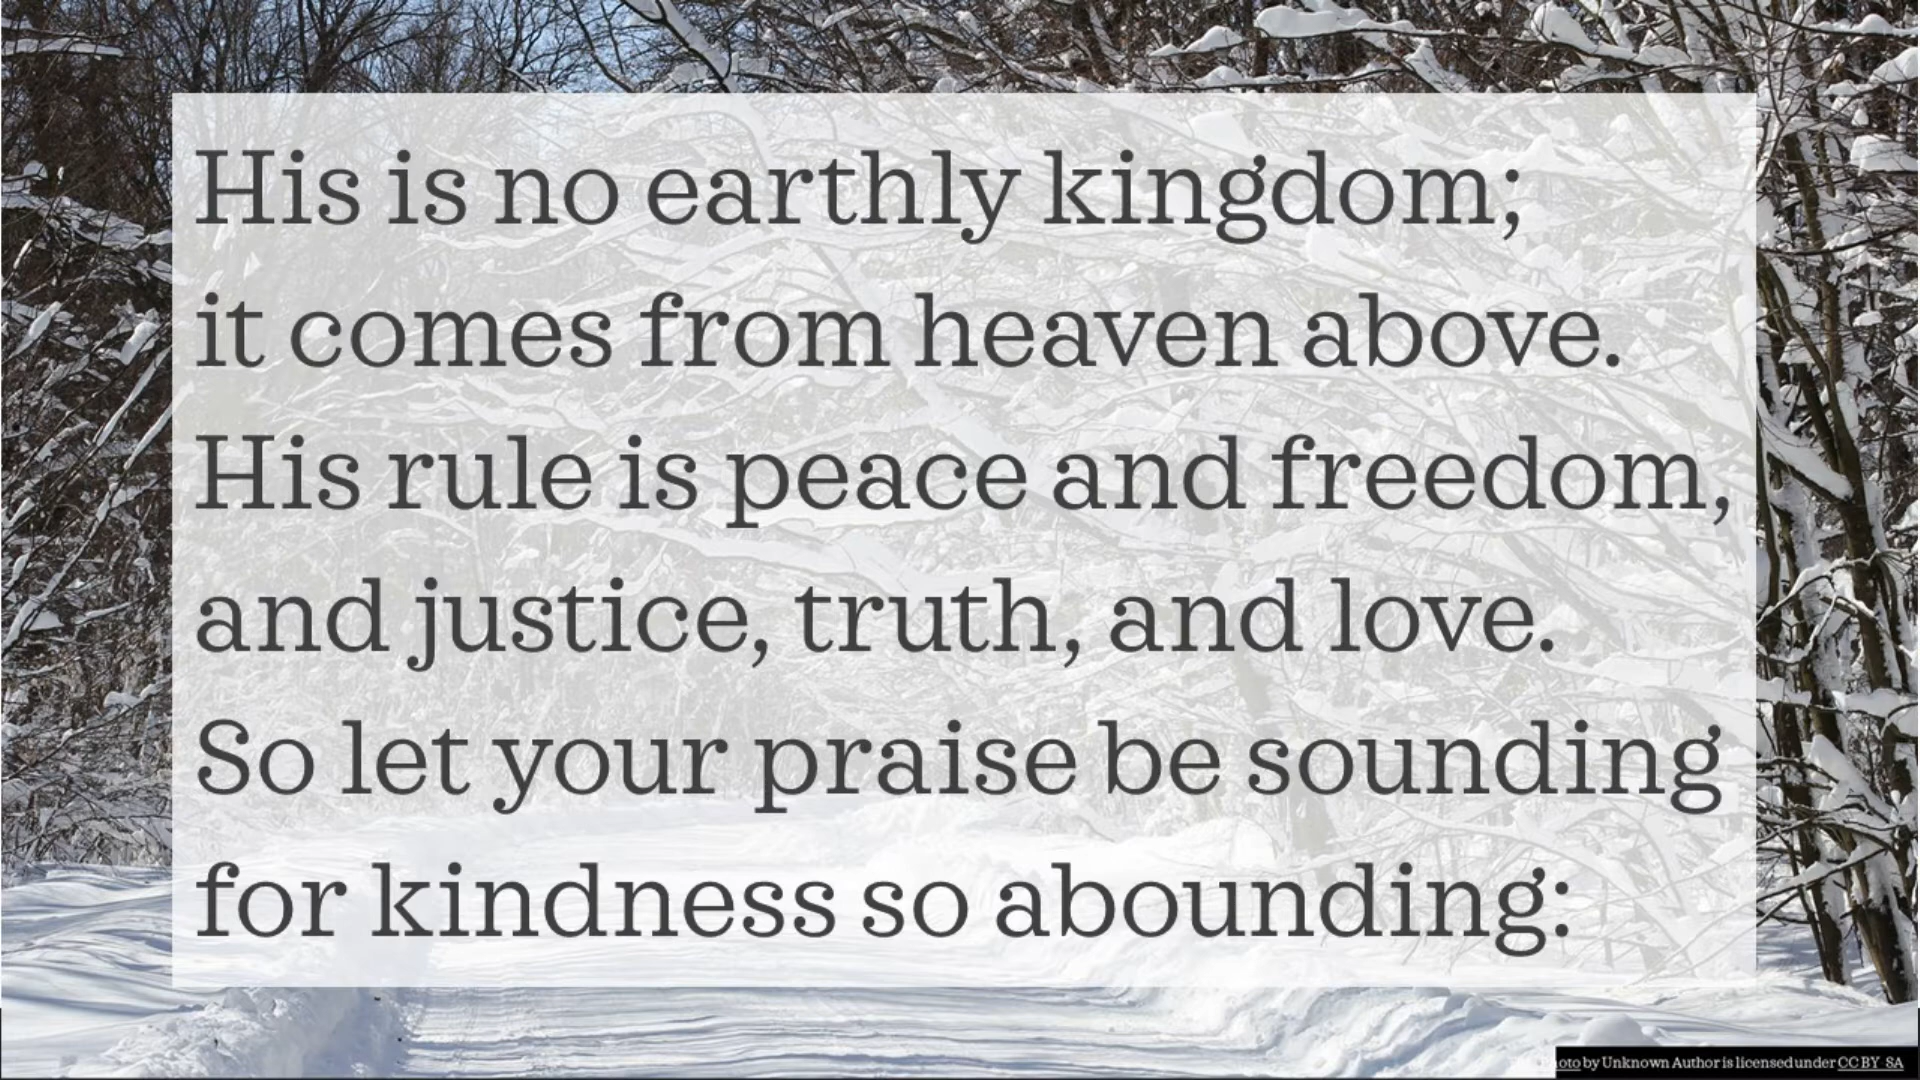 His is no earthly kingdom;
it comes from heaven above.
His rule is peace and freedom,
and justice, truth, and love.
So let your praise be sounding
for kindness so abounding:
by Unknown Author is licensed under CC BY-SA